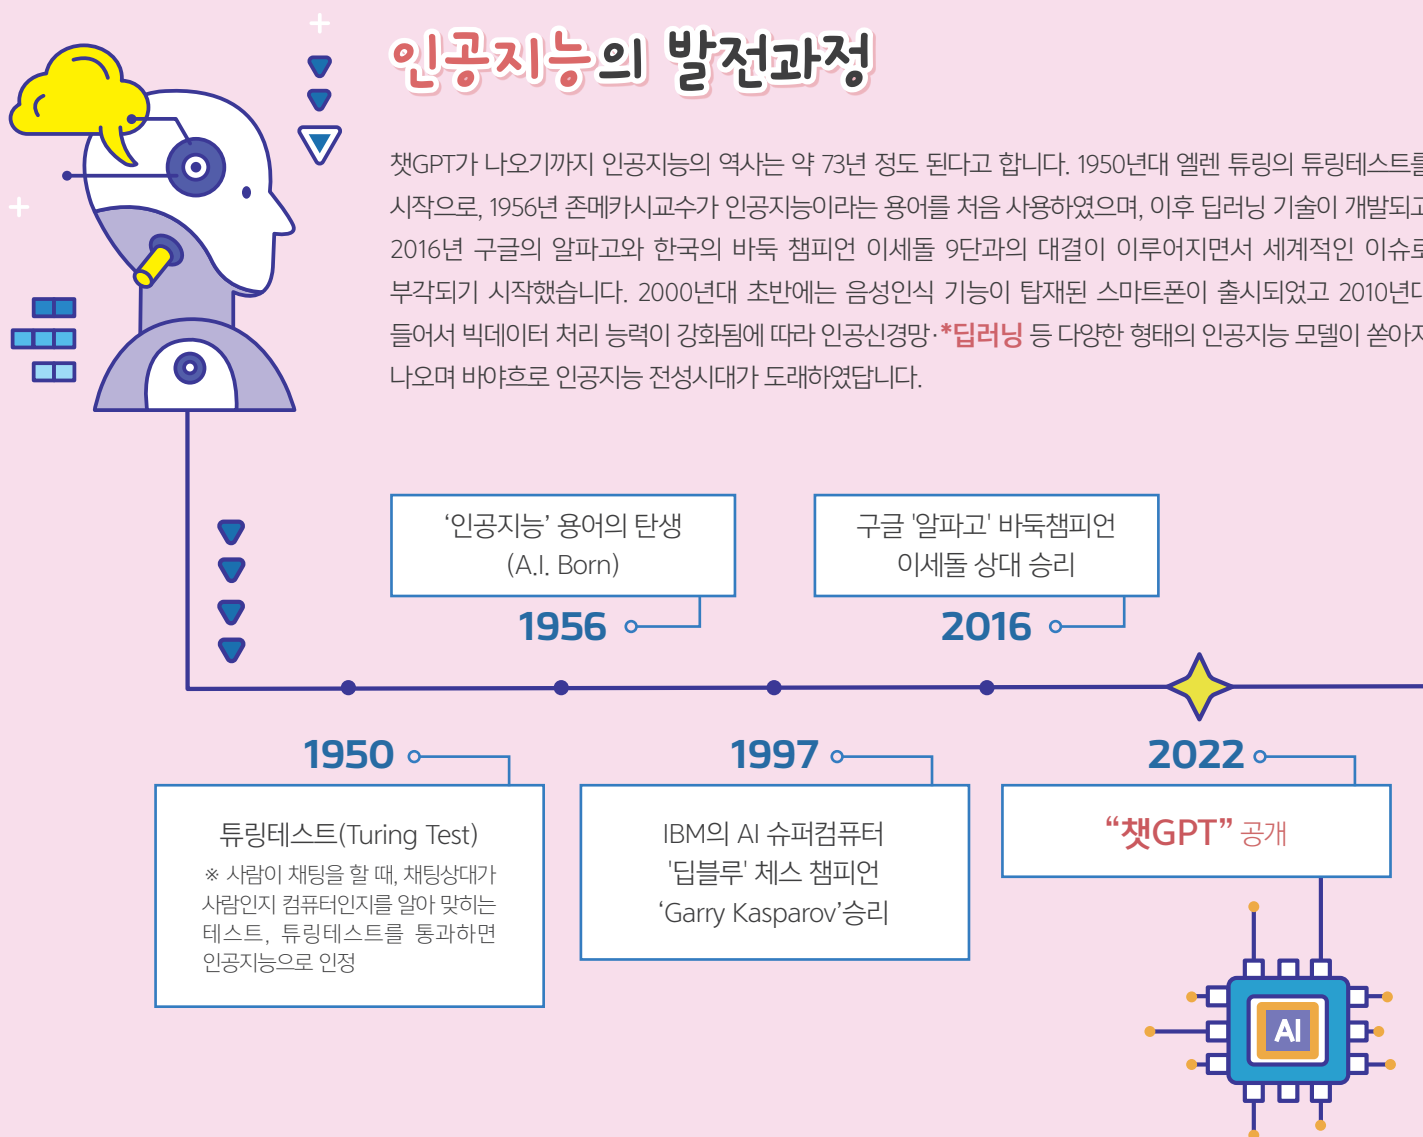 인공지능의 발전과정
챗GPT가 나오기까지 인공지능의 역사는 약 73년 정도 된다고 합니다. 1950년대 엘렌 튜링의 튜링테스트를
시작으로, 1956년 존메카시교수가 인공지능이라는 용어를 처음 사용하였으며, 이후 딥러닝 기술이 개발되고
2016년 구글의 알파고와 한국의 바둑 챔피언 이세돌 9단과의 대결이 이루어지면서 세계적인 이슈로
부각되기 시작했습니다. 2000년대 초반에는 음성인식 기능이 탑재된 스마트폰이 출시되었고 2010년대
들어서 빅데이터 처리 능력이 강화됨에 따라 인공신경망·*딥러닝 등 다양한 형태의 인공지능 모델이 쏟아져
나오며 바야흐로 인공지능 전성시대가 도래하였답니다.
‘인공지능’ 용어의 탄생
(A.I. Born)
1956
구글 '알파고' 바둑챔피언
이세돌 상대 승리
2016
1950
튜링테스트(Turing Test)
※ 사람이 채팅을 할 때, 채팅상대가
사람인지 컴퓨터인지를 알아 맞히는
테스트, 튜링테스트를 통과하면
인공지능으로 인정
1997
IBM의 AI 슈퍼컴퓨터
'딥블루' 체스 챔피언
‘Garry Kasparov’승리
2022
“챗GPT” 공개
AI